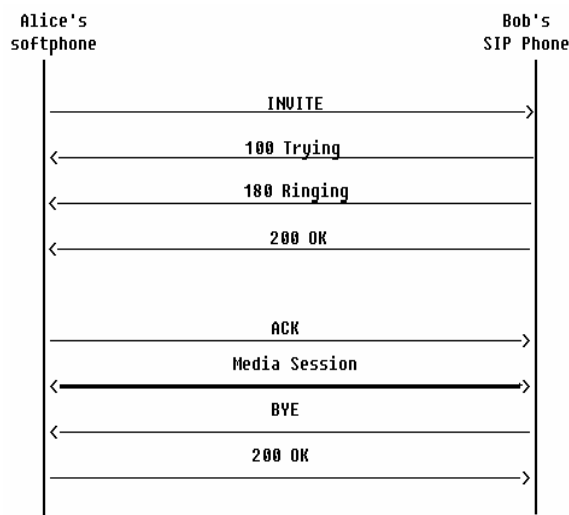 Alice's
softphone
Bob's
SIP Phone
INVITE
100 Trying
180 Ringing
200 OK
ACK
Media Session
BYE
200 OK